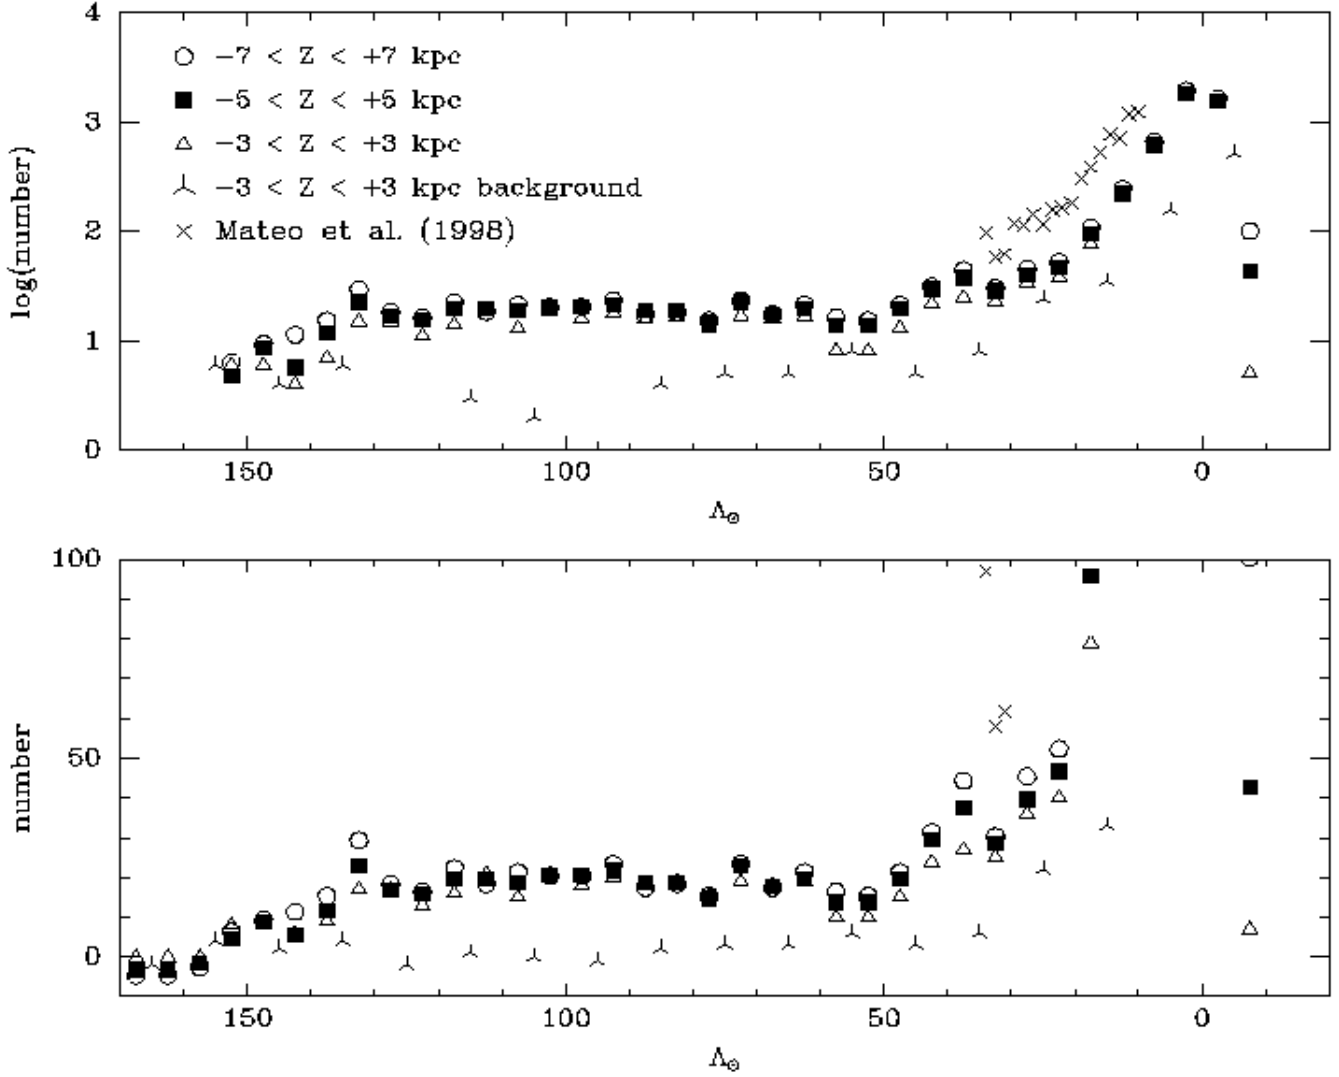 4
3
2
1
0
log(number)
○ −7 < Z < +7 kpc
■ −5 < Z < +5 kpc
△ −3 < Z < +3 kpc
⅄ −3 < Z < +3 kpc background
× Mateo et al. (1998)
150 100 50 0
Λ☉
100
50
0
number
150 100 50 0
Λ☉